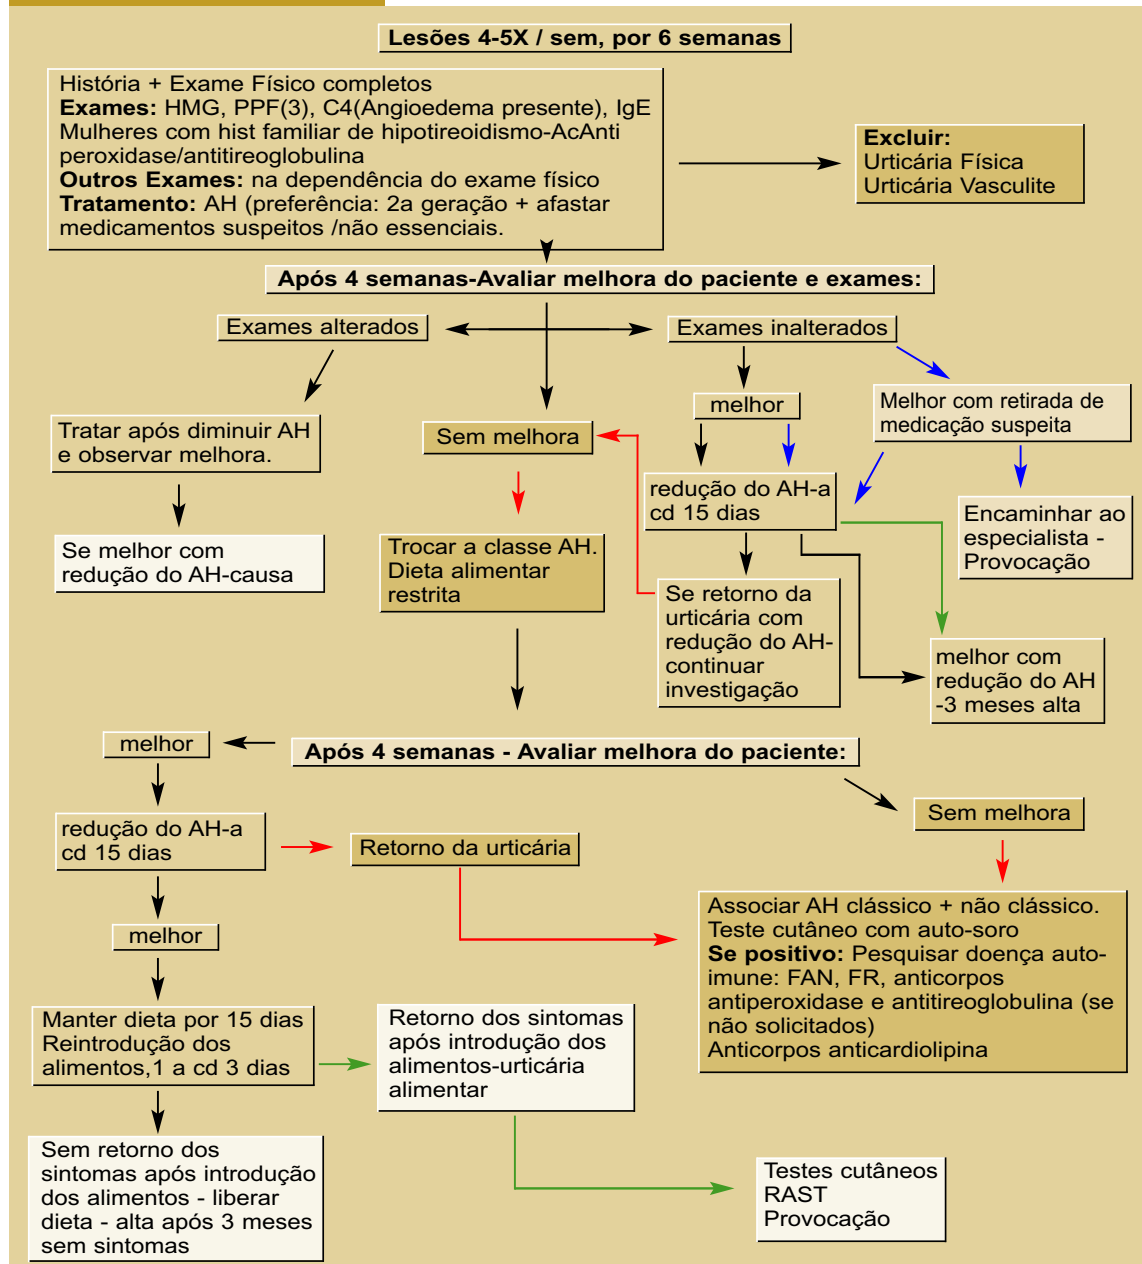 Lesões 4-5X / sem, por 6 semanas
História + Exame Físico completos
Exames: HMG, PPF(3), C4(Angioedema presente), IgE
Mulheres com hist familiar de hipotireoidismo-AcAnti
peroxidase/antitireoglobulina
Outros Exames: na dependência do exame físico
Tratamento: AH (preferência: 2a geração + afastar
medicamentos suspeitos /não essenciais.
Excluir:
Urticária Física
Urticária Vasculite
Após 4 semanas-Avaliar melhora do paciente e exames:
Exames alterados
Exames inalterados
Tratar após diminuir AH
e observar melhora.
Se melhor com
redução do AH-causa
Sem melhora
Trocar a classe AH.
Dieta alimentar
restrita
melhor
redução do AH-a
cd 15 dias
Se retorno da
urticária com
redução do AH-
continuar
investigação
Melhor com retirada de
medicação suspeita
Encaminhar ao
especialista -
Provocação
melhor com
redução do AH
-3 meses alta
Após 4 semanas - Avaliar melhora do paciente:
melhor
redução do AH-a
cd 15 dias
Retorno da urticária
Sem melhora
Associar AH clássico + não clássico.
Teste cutâneo com auto-soro
Se positivo: Pesquisar doença auto-
imune: FAN, FR, anticorpos
antiperoxidase e antitireoglobulina (se
não solicitados)
Anticorpos anticardiolipina
melhor
Manter dieta por 15 dias
Reintrodução dos
alimentos,1 a cd 3 dias
Retorno dos sintomas
após introdução dos
alimentos-urticária
alimentar
Sem retorno dos
sintomas após introdução
dos alimentos - liberar
dieta - alta após 3 meses
sem sintomas
Testes cutâneos
RAST
Provocação